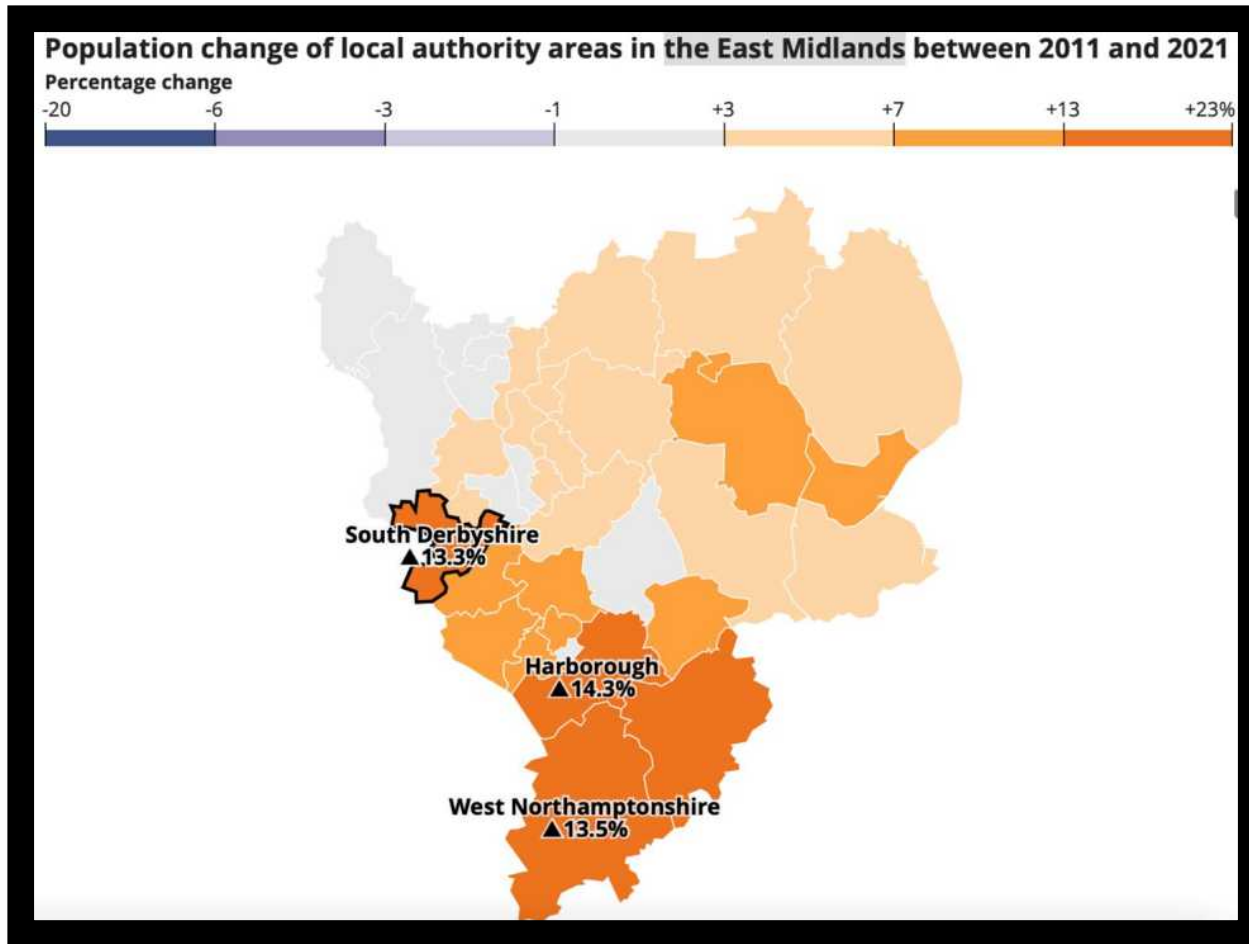 Population change of local authority areas in the East Midlands between 2011 and 2021
Percentage change
-20 -6 -3 -1 +3 +7 +13 +23%
South Derbyshire
▲13.3%
Harborough
▲14.3%
West Northamptonshire
▲13.5%